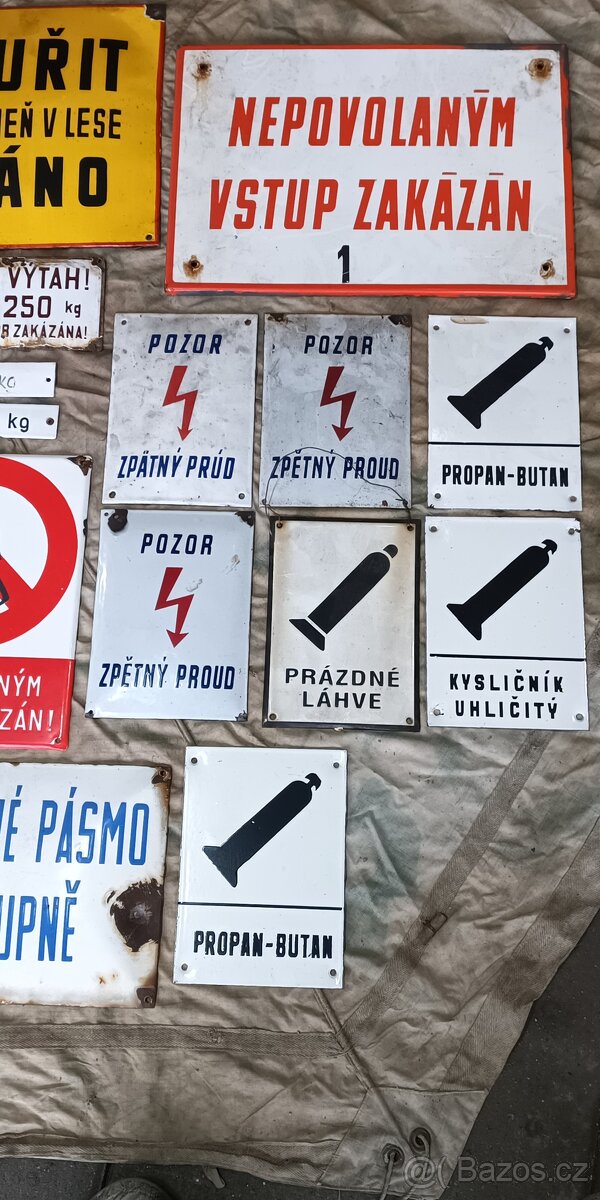 UŘIT
EŇ V LESE
ÁNO
NEPOVOLANÝM
VSTUP ZAKÁZÁN
1
VÝTAH!
250 kg
ZAKÁZÁNA!
kg
POZOR
ZPÄTNÝ PRÚD
POZOR
ZPĚTNÝ PROUD
PROPAN-BUTAN
POZOR
ZPĚTNÝ PROUD
PRÁZDNÉ
LÁHVE
KYSLIČNÍK
UHLIČITÝ
NÝM
ZÁN!
É PÁSMO
UPNĚ
PROPAN-BUTAN
@ Bazos.cz